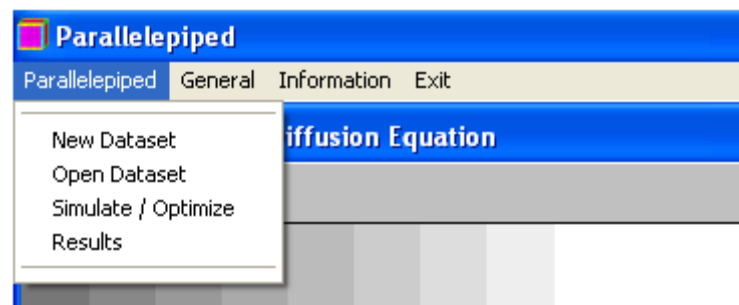 Parallelepiped
Parallelepiped General Information Exit
iffusion Equation
New Dataset
Open Dataset
Simulate / Optimize
Results